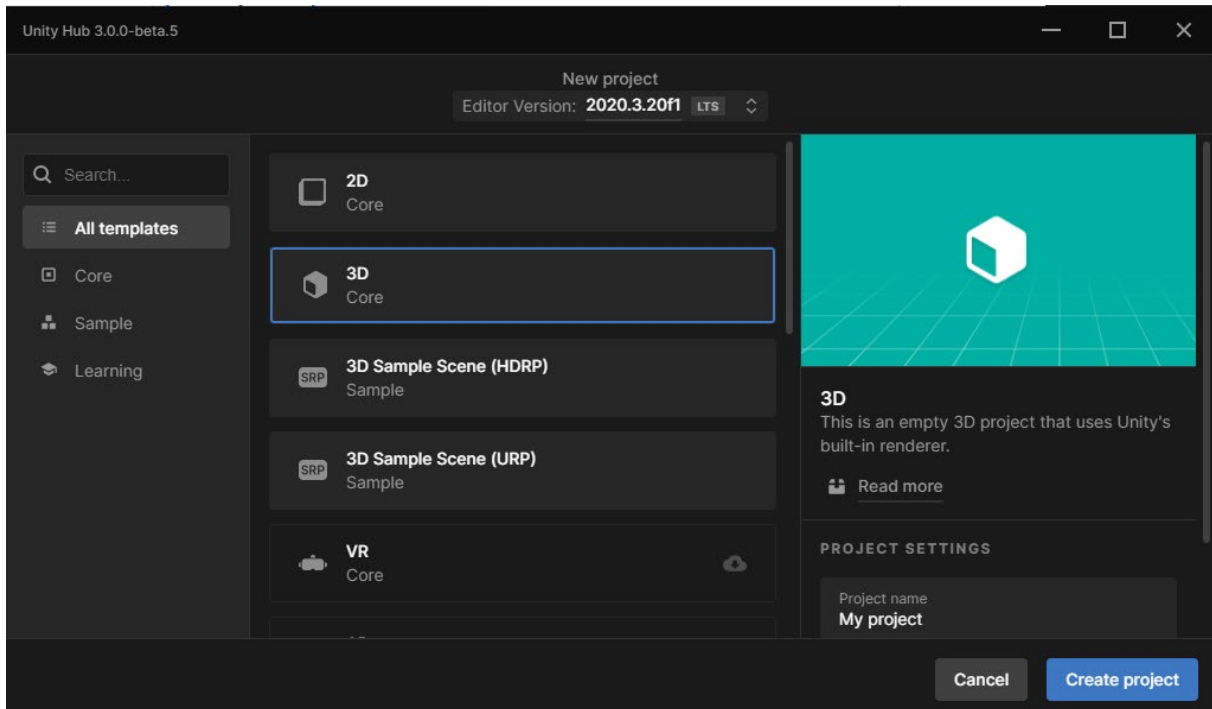 Unity Hub 3.0.0-beta.5
New project
Editor Version: 2020.3.20f1 LTS
Search...
All templates
Core
Sample
Learning
2D
Core
3D
Core
SRP
3D Sample Scene (HDRP)
Sample
SRP
3D Sample Scene (URP)
Sample
VR
Core
3D
This is an empty 3D project that uses Unity's
built-in renderer.
Read more
PROJECT SETTINGS
Project name
My project
Cancel
Create project